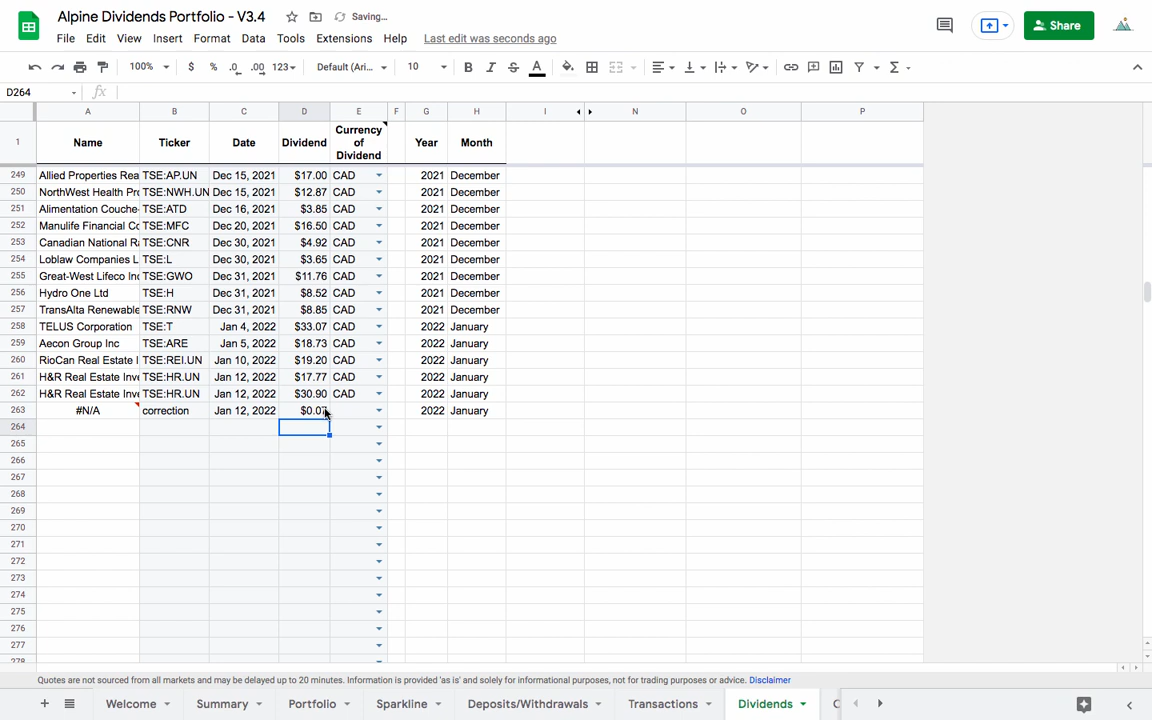 Alpine Dividends Portfolio - V3.4 Saving...
File Edit View Insert Format Data Tools Extensions Help Last edit was seconds ago
Share
100% $ % .0 .00 123 Default (Ari... 10 B I S A
D264 fx
A B C D E F G H I N O P
1 Name Ticker Date Dividend Currency of Dividend Year Month
249 Allied Properties Rea TSE:AP.UN Dec 15, 2021 $17.00 CAD 2021 December
250 NorthWest Health Pro TSE:NWH.UN Dec 15, 2021 $12.87 CAD 2021 December
251 Alimentation Couche- TSE:ATD Dec 16, 2021 $3.85 CAD 2021 December
252 Manulife Financial Co TSE:MFC Dec 20, 2021 $16.50 CAD 2021 December
253 Canadian National Ra TSE:CNR Dec 30, 2021 $4.92 CAD 2021 December
254 Loblaw Companies L TSE:L Dec 30, 2021 $3.65 CAD 2021 December
255 Great-West Lifeco Inc TSE:GWO Dec 31, 2021 $11.76 CAD 2021 December
256 Hydro One Ltd TSE:H Dec 31, 2021 $8.52 CAD 2021 December
257 TransAlta Renewable TSE:RNW Dec 31, 2021 $8.85 CAD 2021 December
258 TELUS Corporation TSE:T Jan 4, 2022 $33.07 CAD 2022 January
259 Aecon Group Inc TSE:ARE Jan 5, 2022 $18.73 CAD 2022 January
260 RioCan Real Estate I TSE:REI.UN Jan 10, 2022 $19.20 CAD 2022 January
261 H&R Real Estate Inve TSE:HR.UN Jan 12, 2022 $17.77 CAD 2022 January
262 H&R Real Estate Inve TSE:HR.UN Jan 12, 2022 $30.90 CAD 2022 January
263 #N/A correction Jan 12, 2022 $0.07 2022 January
264
265
266
267
268
269
270
271
272
273
274
275
276
277
278
Quotes are not sourced from all markets and may be delayed up to 20 minutes. Information is provided 'as is' and solely for informational purposes, not for trading purposes or advice. Disclaimer
Welcome Summary Portfolio Sparkline Deposits/Withdrawals Transactions Dividends